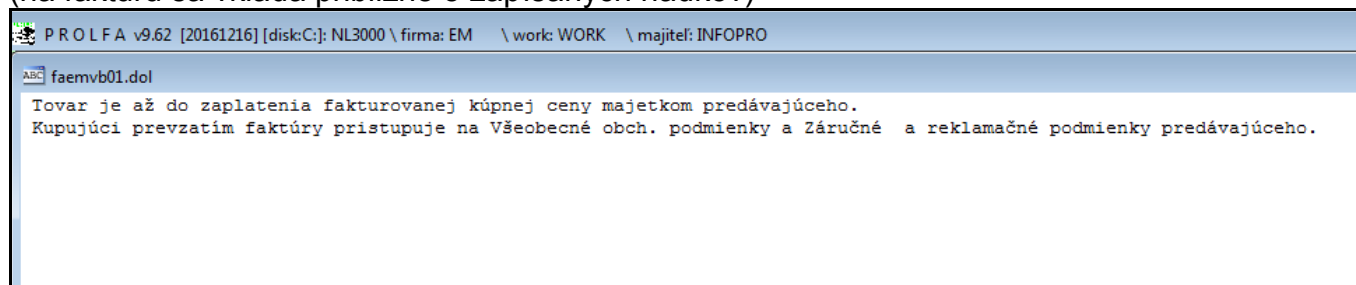 P R O L F A v9.62 [20161216] [disk:C:]: NL3000 \ firma: EM \ work: WORK \ majiteľ: INFOPRO
ABC faemvb01.dol
Tovar je až do zaplatenia fakturovanej kúpnej ceny majetkom predávajúceho.
Kupujúci prevzatím faktúry pristupuje na Všeobecné obch. podmienky a Záručné a reklamačné podmienky predávajúceho.